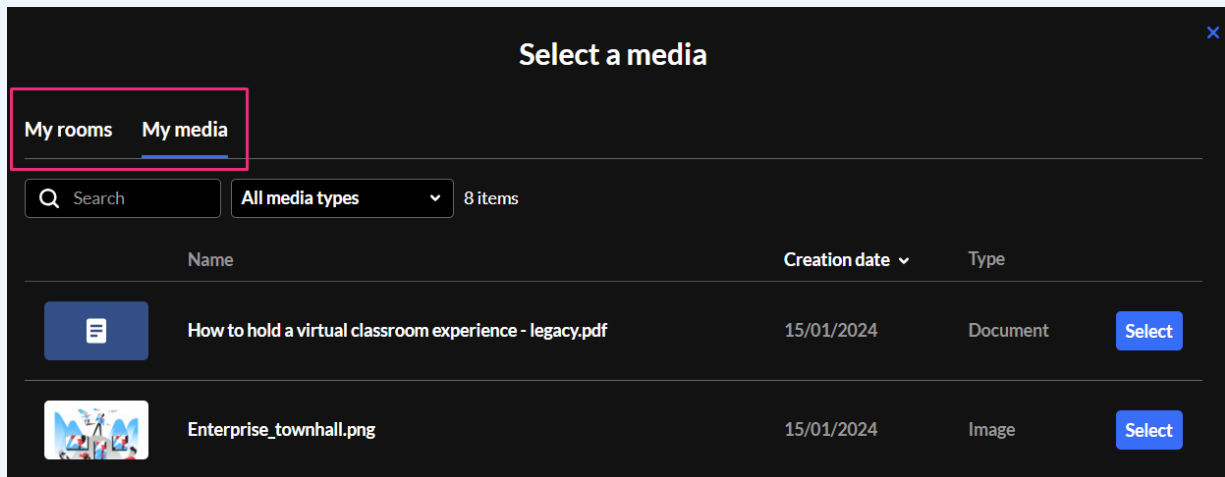 Select a media
My rooms My media
Search All media types 8 items
Name Creation date Type
How to hold a virtual classroom experience - legacy.pdf 15/01/2024 Document Select
Enterprise_townhall.png 15/01/2024 Image Select